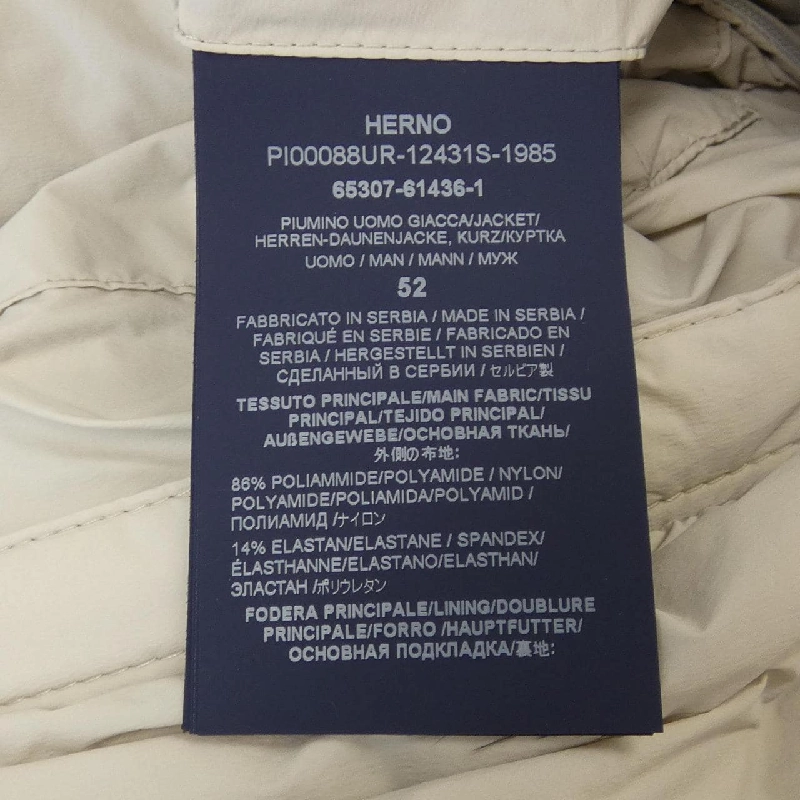 HERNO
PI00088UR-12431S-1985
65307-61436-1
PIUMINO UOMO GIACCA/JACKET/
HERREN-DAUNENJACKE, KURZ/КУРТКА
UOMO / MAN / MANN / МУЖ
52
FABBRICATO IN SERBIA / MADE IN SERBIA /
FABRIQUÉ EN SERBIE / FABRICADO EN
SERBIA / HERGESTELLT IN SERBIEN /
СДЕЛАННЫЙ В СЕРБИИ / セルビア製
TESSUTO PRINCIPALE/MAIN FABRIC/TISSU
PRINCIPAL/TEJIDO PRINCIPAL/
AUßENGEWEBE/ОСНОВНАЯ ТКАНЬ/
外側の布地:
86% POLIAMMIDE/POLYAMIDE / NYLON/
POLYAMIDE/POLIAMIDA/POLYAMID /
ПОЛИАМИД /ナイロン
14% ELASTAN/ELASTANE / SPANDEX/
ÉLASTHANNE/ELASTANO/ELASTHAN/
ЭЛАСТАН /ポリウレタン
FODERA PRINCIPALE/LINING/DOUBLURE
PRINCIPALE/FORRO /HAUPTFUTTER/
ОСНОВНАЯ ПОДКЛАДКА/裏地: